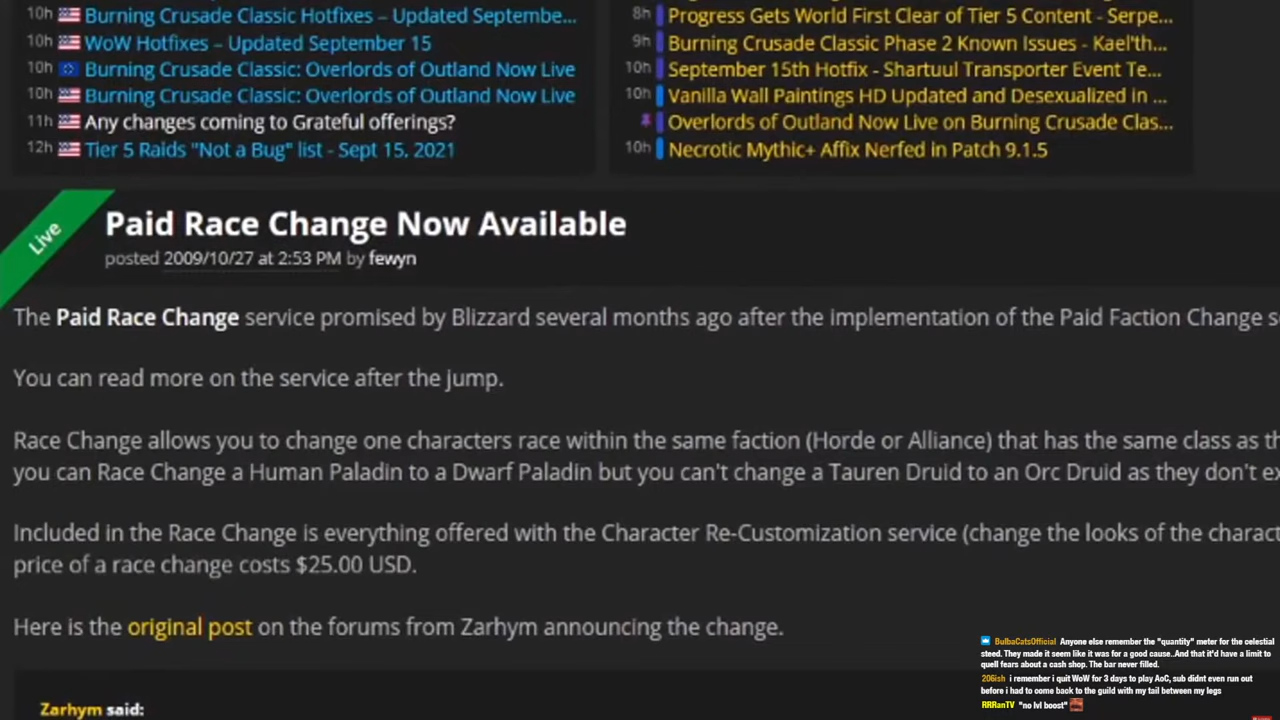 10h Burning Crusade Classic Hotfixes – Updated Septembe...
10h WoW Hotfixes – Updated September 15
10h Burning Crusade Classic: Overlords of Outland Now Live
10h Burning Crusade Classic: Overlords of Outland Now Live
11h Any changes coming to Grateful offerings?
12h Tier 5 Raids "Not a Bug" list - Sept 15, 2021
8h Progress Gets World First Clear of Tier 5 Content - Serpe...
9h Burning Crusade Classic Phase 2 Known Issues - Kael'th...
10h September 15th Hotfix - Shartuul Transporter Event Te...
10h Vanilla Wall Paintings HD Updated and Desexualized in ...
Overlords of Outland Now Live on Burning Crusade Clas...
10h Necrotic Mythic+ Affix Nerfed in Patch 9.1.5
Live
Paid Race Change Now Available
posted 2009/10/27 at 2:53 PM by fewyn
The Paid Race Change service promised by Blizzard several months ago after the implementation of the Paid Faction Change s
You can read more on the service after the jump.
Race Change allows you to change one characters race within the same faction (Horde or Alliance) that has the same class as th
you can Race Change a Human Paladin to a Dwarf Paladin but you can't change a Tauren Druid to an Orc Druid as they don't ex
Included in the Race Change is everything offered with the Character Re-Customization service (change the looks of the charact
price of a race change costs $25.00 USD.
Here is the original post on the forums from Zarhym announcing the change.
Zarhym said:
BulbaCatsOfficial Anyone else remember the "quantity" meter for the celestial
steed. They made it seem like it was for a good cause..And that it'd have a limit to
quell fears about a cash shop. The bar never filled.
206ish i remember i quit WoW for 3 days to play AoC, sub didnt even run out
before i had to come back to the guild with my tail between my legs
RRRanTV "no lvl boost"